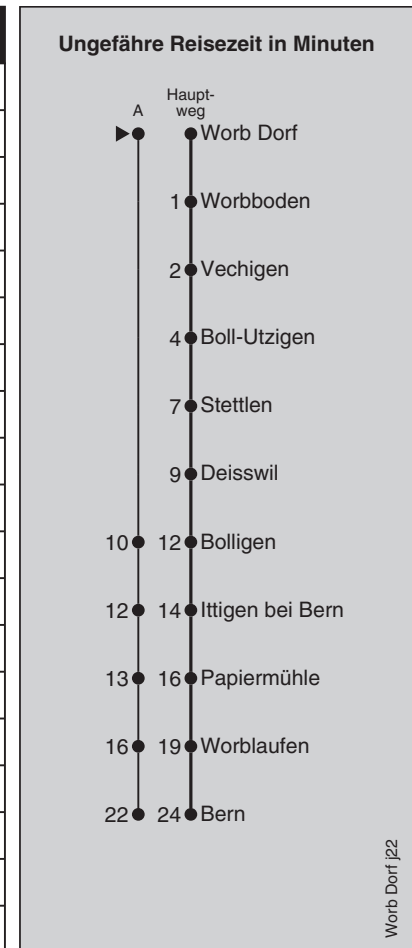 Ungefähre Reisezeit in Minuten
A
Haupt-
weg
Worb Dorf
1 Worbboden
2 Vechigen
4 Boll-Utzigen
7 Stettlen
9 Deisswil
10 12 Bolligen
12 14 Ittigen bei Bern
13 16 Papiermühle
16 19 Worblaufen
22 24 Bern
Worb Dorf j22